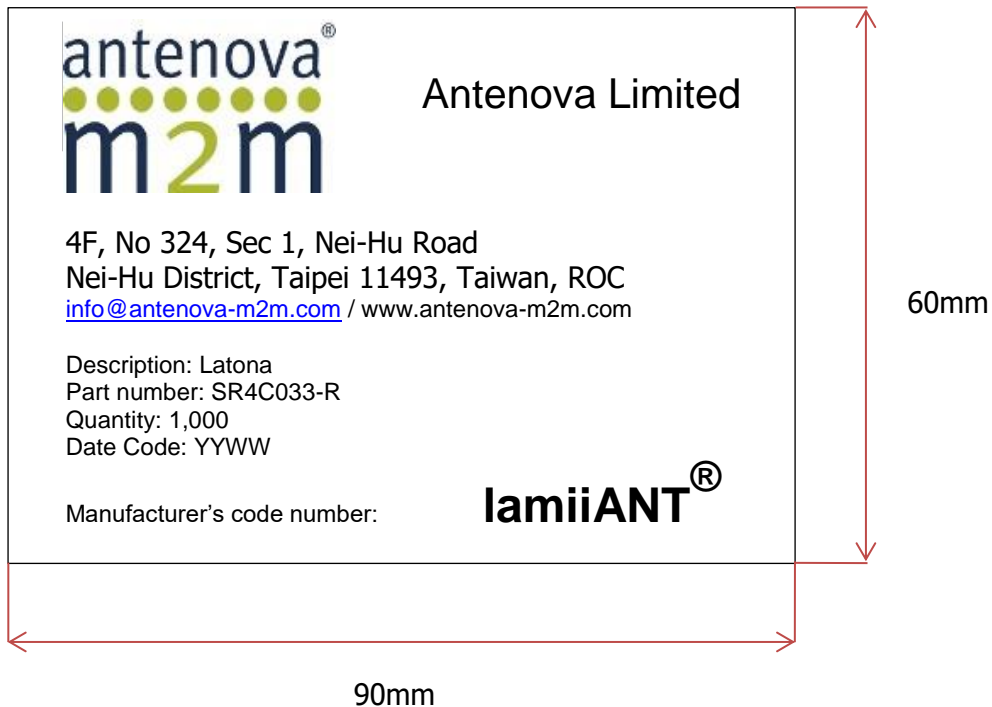 antenova®
m2m
Antenova Limited
4F, No 324, Sec 1, Nei-Hu Road
Nei-Hu District, Taipei 11493, Taiwan, ROC
info@antenova-m2m.com / www.antenova-m2m.com
Description: Latona
Part number: SR4C033-R
Quantity: 1,000
Date Code: YYWW
Manufacturer’s code number:
lamiiANT®
60mm
90mm